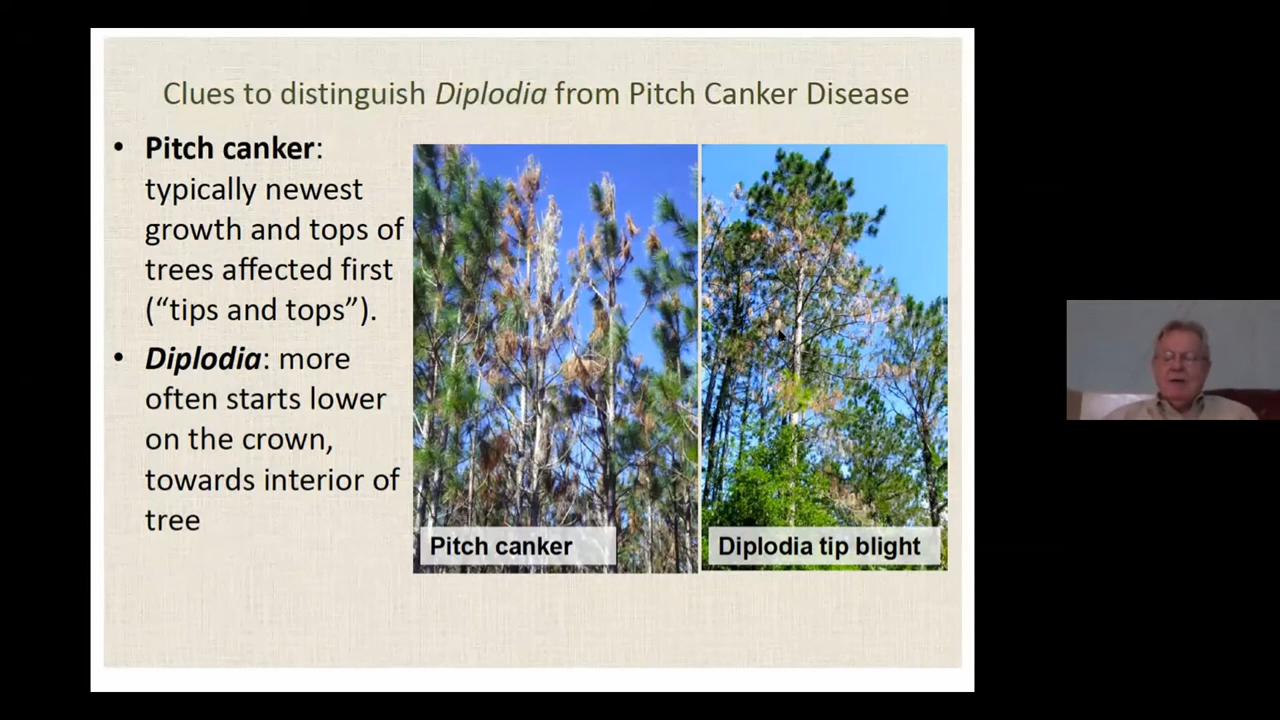 Clues to distinguish Diplodia from Pitch Canker Disease
• Pitch canker:
typically newest
growth and tops of
trees affected first
(“tips and tops”).
• Diplodia: more
often starts lower
on the crown,
towards interior of
tree
Pitch canker
Diplodia tip blight